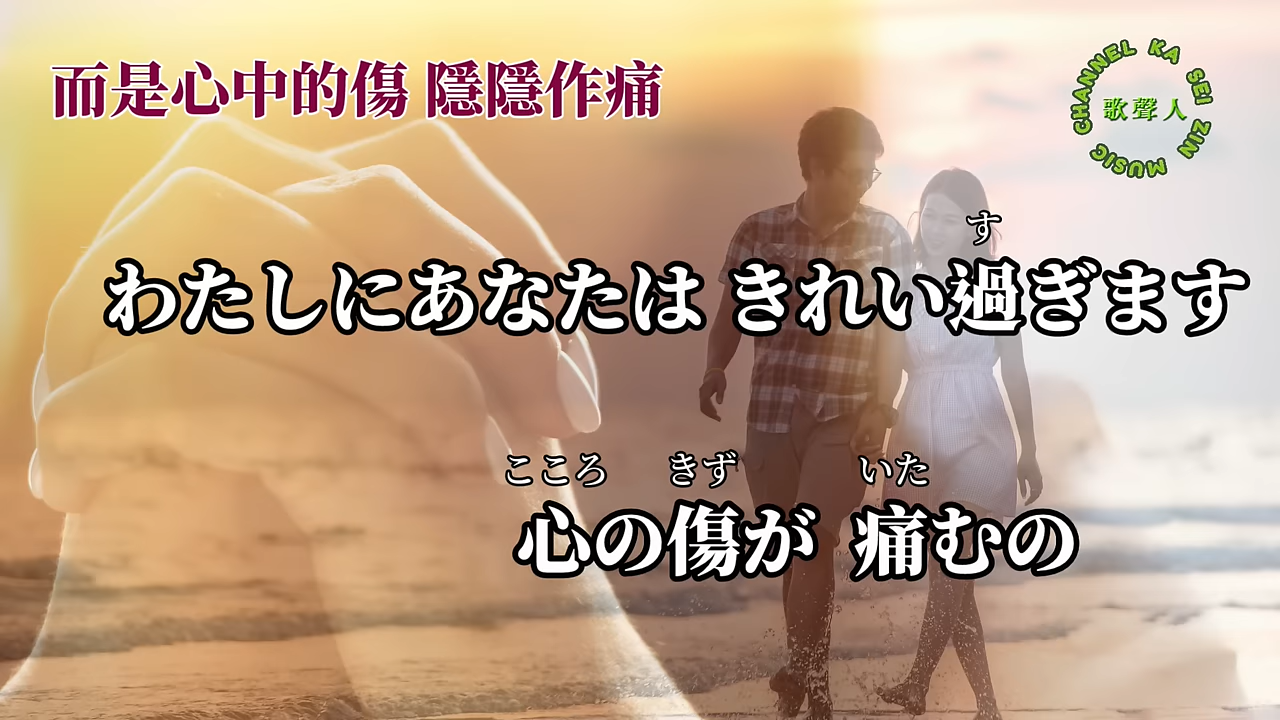 而是心中的傷 隱隱作痛
CHANNEL KA SEI ZIN MUSIC
歌聲人
す
わたしにあなたは きれい過ぎます
こころ きず いた
心の傷が 痛むの